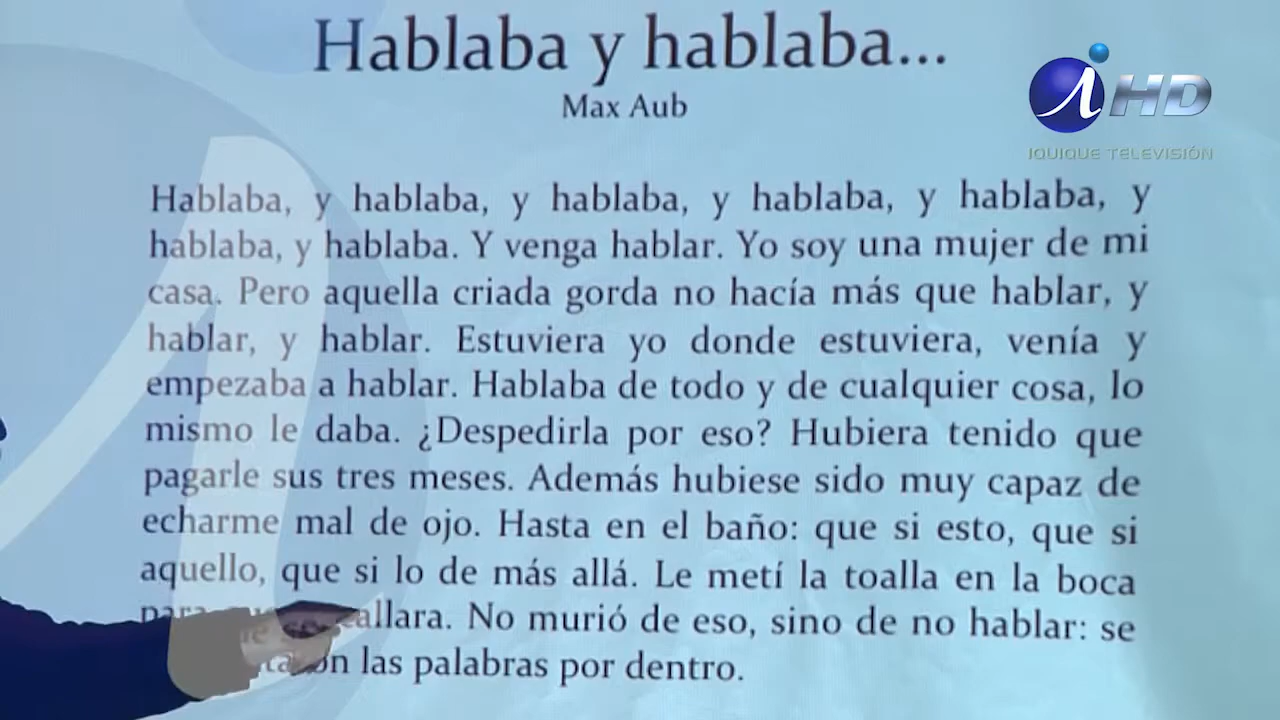 Hablaba y hablaba...
Max Aub
HD
IQUIQUE TELEVISIÓN
Hablaba, y hablaba, y hablaba, y hablaba, y hablaba, y
hablaba, y hablaba. Y venga hablar. Yo soy una mujer de mi
casa. Pero aquella criada gorda no hacía más que hablar, y
hablar, y hablar. Estuviera yo donde estuviera, venía y
empezaba a hablar. Hablaba de todo y de cualquier cosa, lo
mismo le daba. ¿Despedirla por eso? Hubiera tenido que
pagarle sus tres meses. Además hubiese sido muy capaz de
echarme mal de ojo. Hasta en el baño: que si esto, que si
aquello, que si lo de más allá. Le metí la toalla en la boca
No murió de eso, sino de no hablar: se
las palabras por dentro.